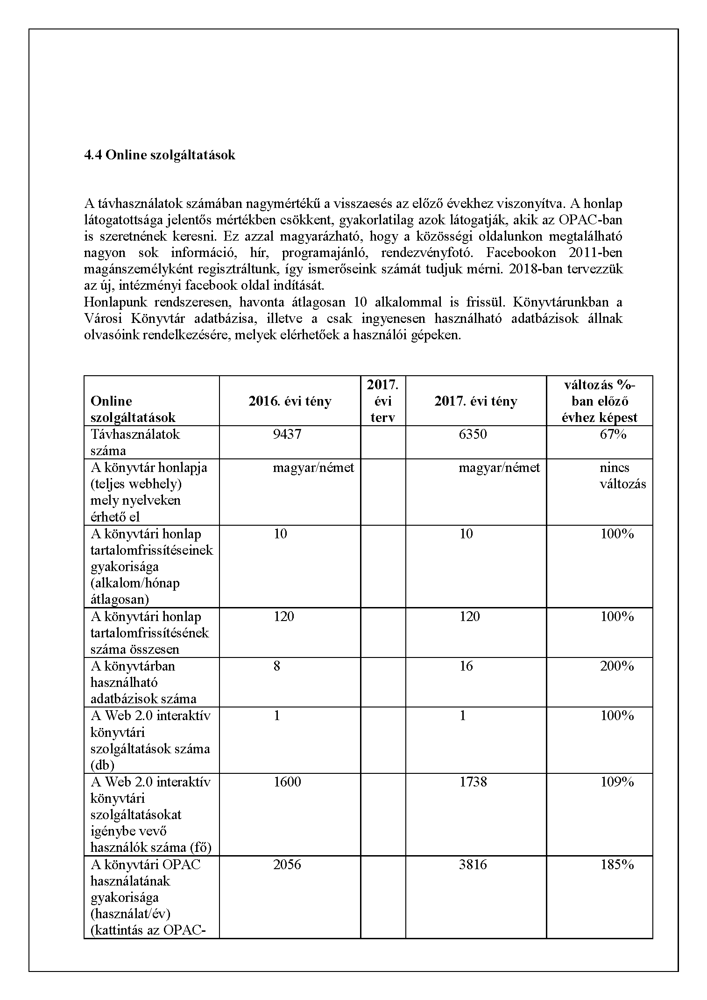 4.4 Online szolgáltatások
A távhasználatok számában nagymértékű a visszaesés az előző évekhez viszonyítva. A honlap
látogatottsága jelentős mértékben csökkent, gyakorlatilag azok látogatják, akik az OPAC-ban
is szeretnének keresni. Ez azzal magyarázható, hogy a közösségi oldalunkon megtalálható
nagyon sok információ, hír, programajánló, rendezvényfotó. Facebookon 2011-ben
magánszemélyként regisztráltunk, így ismerőseink számát tudjuk mérni. 2018-ban tervezzük
az új, intézményi facebook oldal indítását.
Honlapunk rendszeresen, havonta átlagosan 10 alkalommal is frissül. Könyvtárunkban a
Városi Könyvtár adatbázisa, illetve a csak ingyenesen használható adatbázisok állnak
olvasóink rendelkezésére, melyek elérhetőek a használói gépeken.
Online
szolgáltatások
2016. évi tény
2017.
évi
terv
2017. évi tény
változás %-
ban előző
évhez képest
Távhasználatok
száma
9437
6350
67%
A könyvtár honlapja
(teljes webhely)
mely nyelveken
érhető el
magyar/német
magyar/német
nincs
változás
A könyvtári honlap
tartalomfrissítéseinek
gyakorisága
(alkalom/hónap
átlagosan)
10
10
100%
A könyvtári honlap
tartalomfrissítésének
száma összesen
120
120
100%
A könyvtárban
használható
adatbázisok száma
8
16
200%
A Web 2.0 interaktív
könyvtári
szolgáltatások száma
(db)
1
1
100%
A Web 2.0 interaktív
könyvtári
szolgáltatásokat
igénybe vevő
használók száma (fő)
1600
1738
109%
A könyvtári OPAC
használatának
gyakorisága
(használat/év)
(kattintás az OPAC-
2056
3816
185%